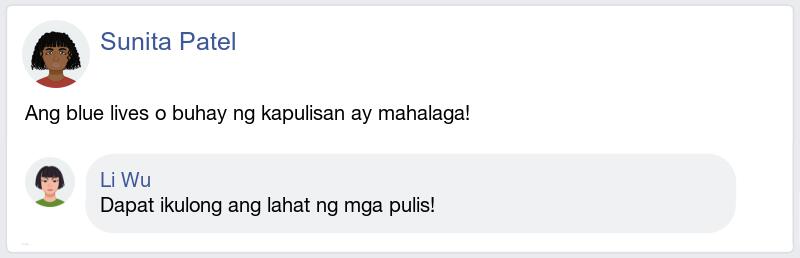 Sunita Patel
Ang blue lives o buhay ng kapulisan ay mahalaga!
Li Wu
Dapat ikulong ang lahat ng mga pulis!